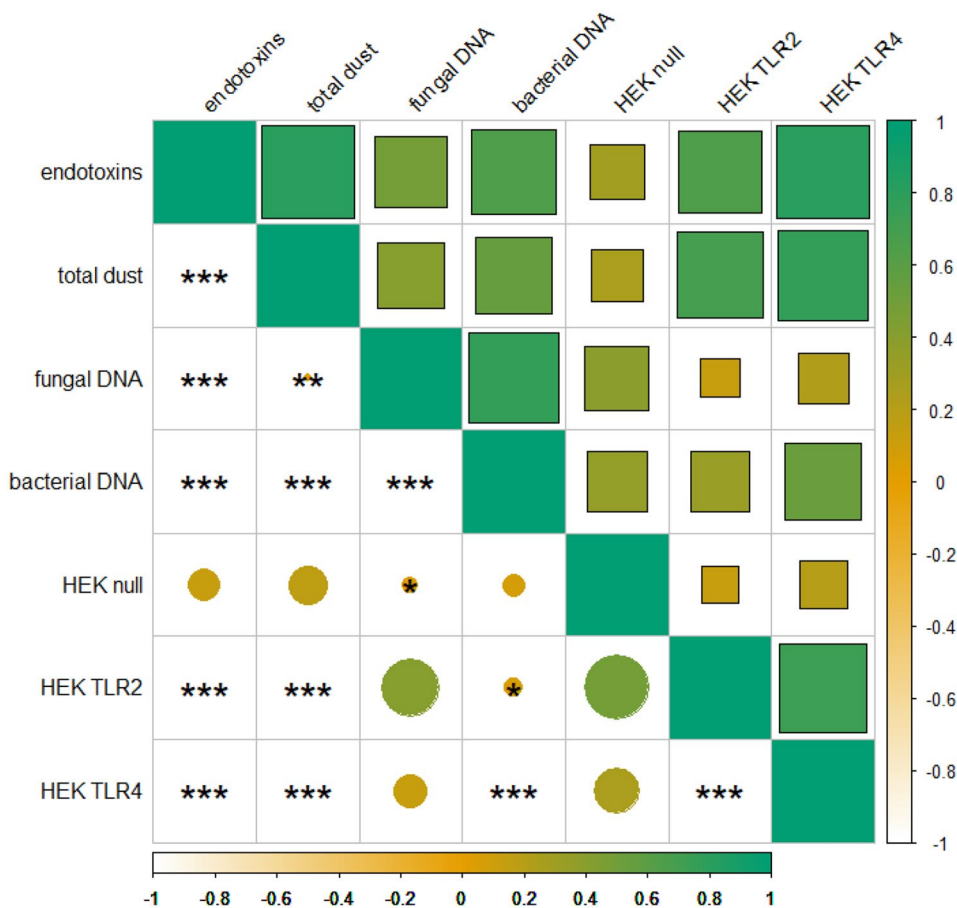 endotoxins
total dust
fungal DNA
bacterial DNA
HEK null
HEK TLR2
HEK TLR4
endotoxins
total dust ***
fungal DNA *** **
bacterial DNA *** *** ***
HEK null *
HEK TLR2 *** *** *
HEK TLR4 *** *** *** ***
1
0.8
0.6
0.4
0.2
0
-0.2
-0.4
-0.6
-0.8
-1
-1 -0.8 -0.6 -0.4 -0.2 0 0.2 0.4 0.6 0.8 1